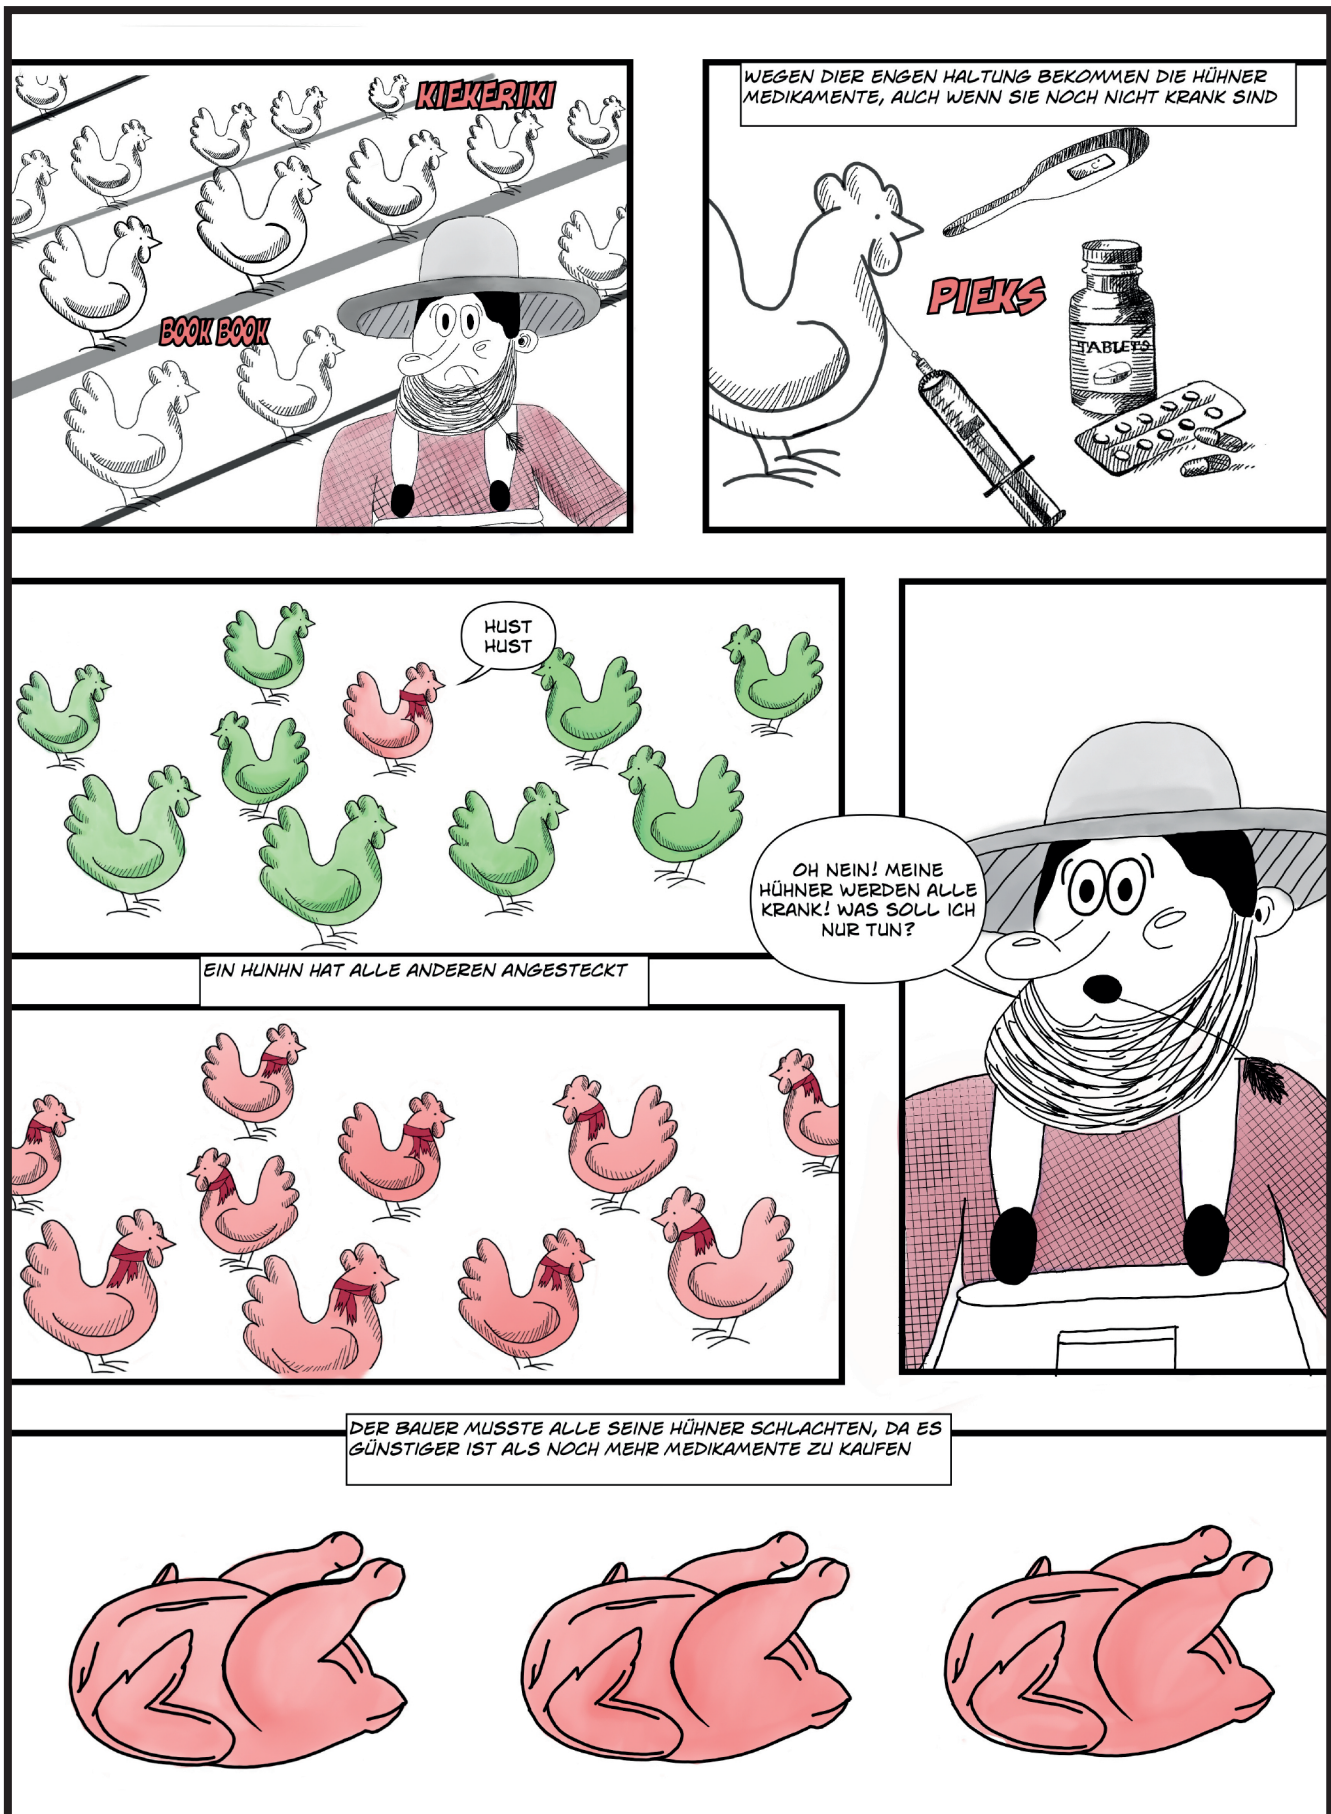 KIEKERIKI
BOOK BOOK
WEGEN DIER ENGEN HALTUNG BEKOMMEN DIE HÜHNER
MEDIKAMENTE, AUCH WENN SIE NOCH NICHT KRANK SIND
PIEKS
TABLETS
HUST
HUST
OH NEIN! MEINE
HÜHNER WERDEN ALLE
KRANK! WAS SOLL ICH
NUR TUN?
EIN HUNHN HAT ALLE ANDEREN ANGESTECKT
DER BAUER MUSSTE ALLE SEINE HÜHNER SCHLACHTEN, DA ES
GÜNSTIGER IST ALS NOCH MEHR MEDIKAMENTE ZU KAUFEN